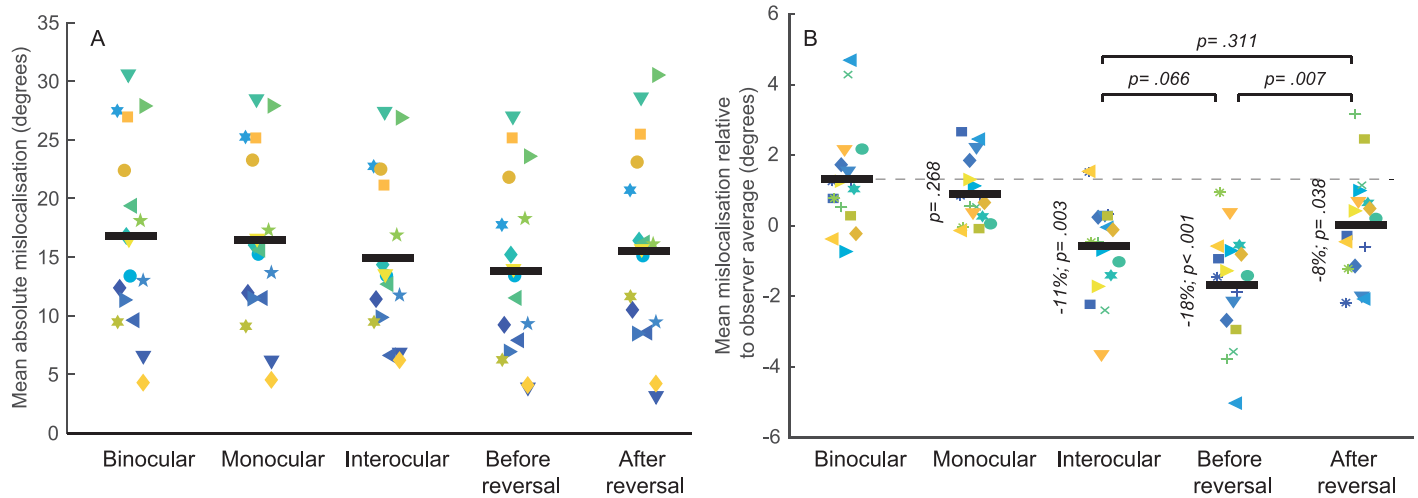 A
Mean absolute mislocalisation (degrees)
35
30
25
20
15
10
5
0
Binocular
Monocular
Interocular
Before
reversal
After
reversal
B
Mean mislocalisation relative
to observer average (degrees)
6
4
2
0
-2
-4
-6
p= .311
p= .066
p= .007
p= .268
-11%; p= .003
-18%; p< .001
-8%; p= .038
Binocular
Monocular
Interocular
Before
reversal
After
reversal